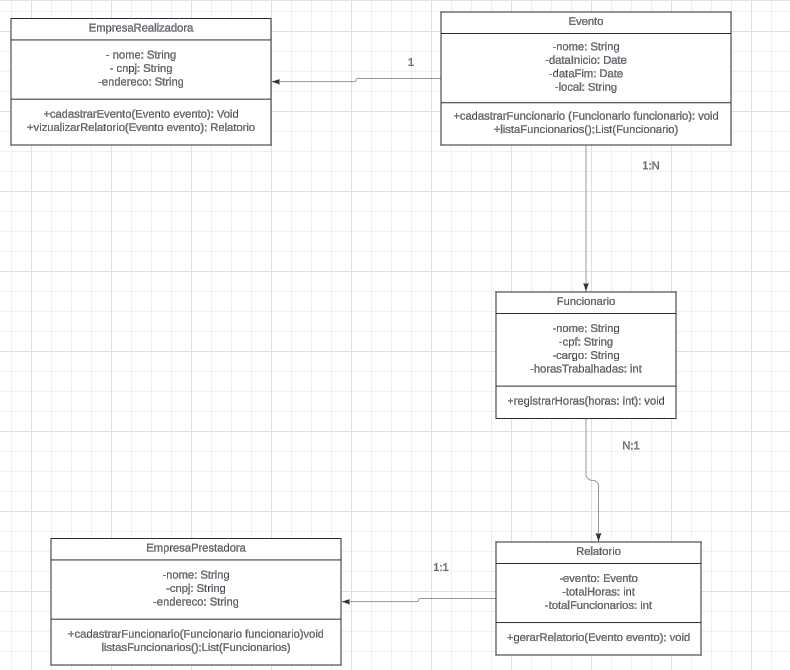 EmpresaRealizadora
- nome: String
- cnpj: String
-endereco: String
+cadastrarEvento(Evento evento): Void
+vizualizarRelatorio(Evento evento): Relatorio
1
Evento
-nome: String
-dataInicio: Date
-dataFim: Date
-local: String
+cadastrarFuncionario (Funcionario funcionario): void
+listaFuncionarios();List(Funcionario)
1:N
Funcionario
-nome: String
-cpf: String
-cargo: String
-horasTrabalhadas: int
+registrarHoras(horas: int): void
N:1
EmpresaPrestadora
-nome: String
-cnpj: String
-endereco: String
+cadastrarFuncionario(Funcionario funcionario)void
listasFuncionarios();List(Funcionarios)
1:1
Relatorio
-evento: Evento
-totalHoras: int
-totalFuncionarios: int
+gerarRelatorio(Evento evento): void